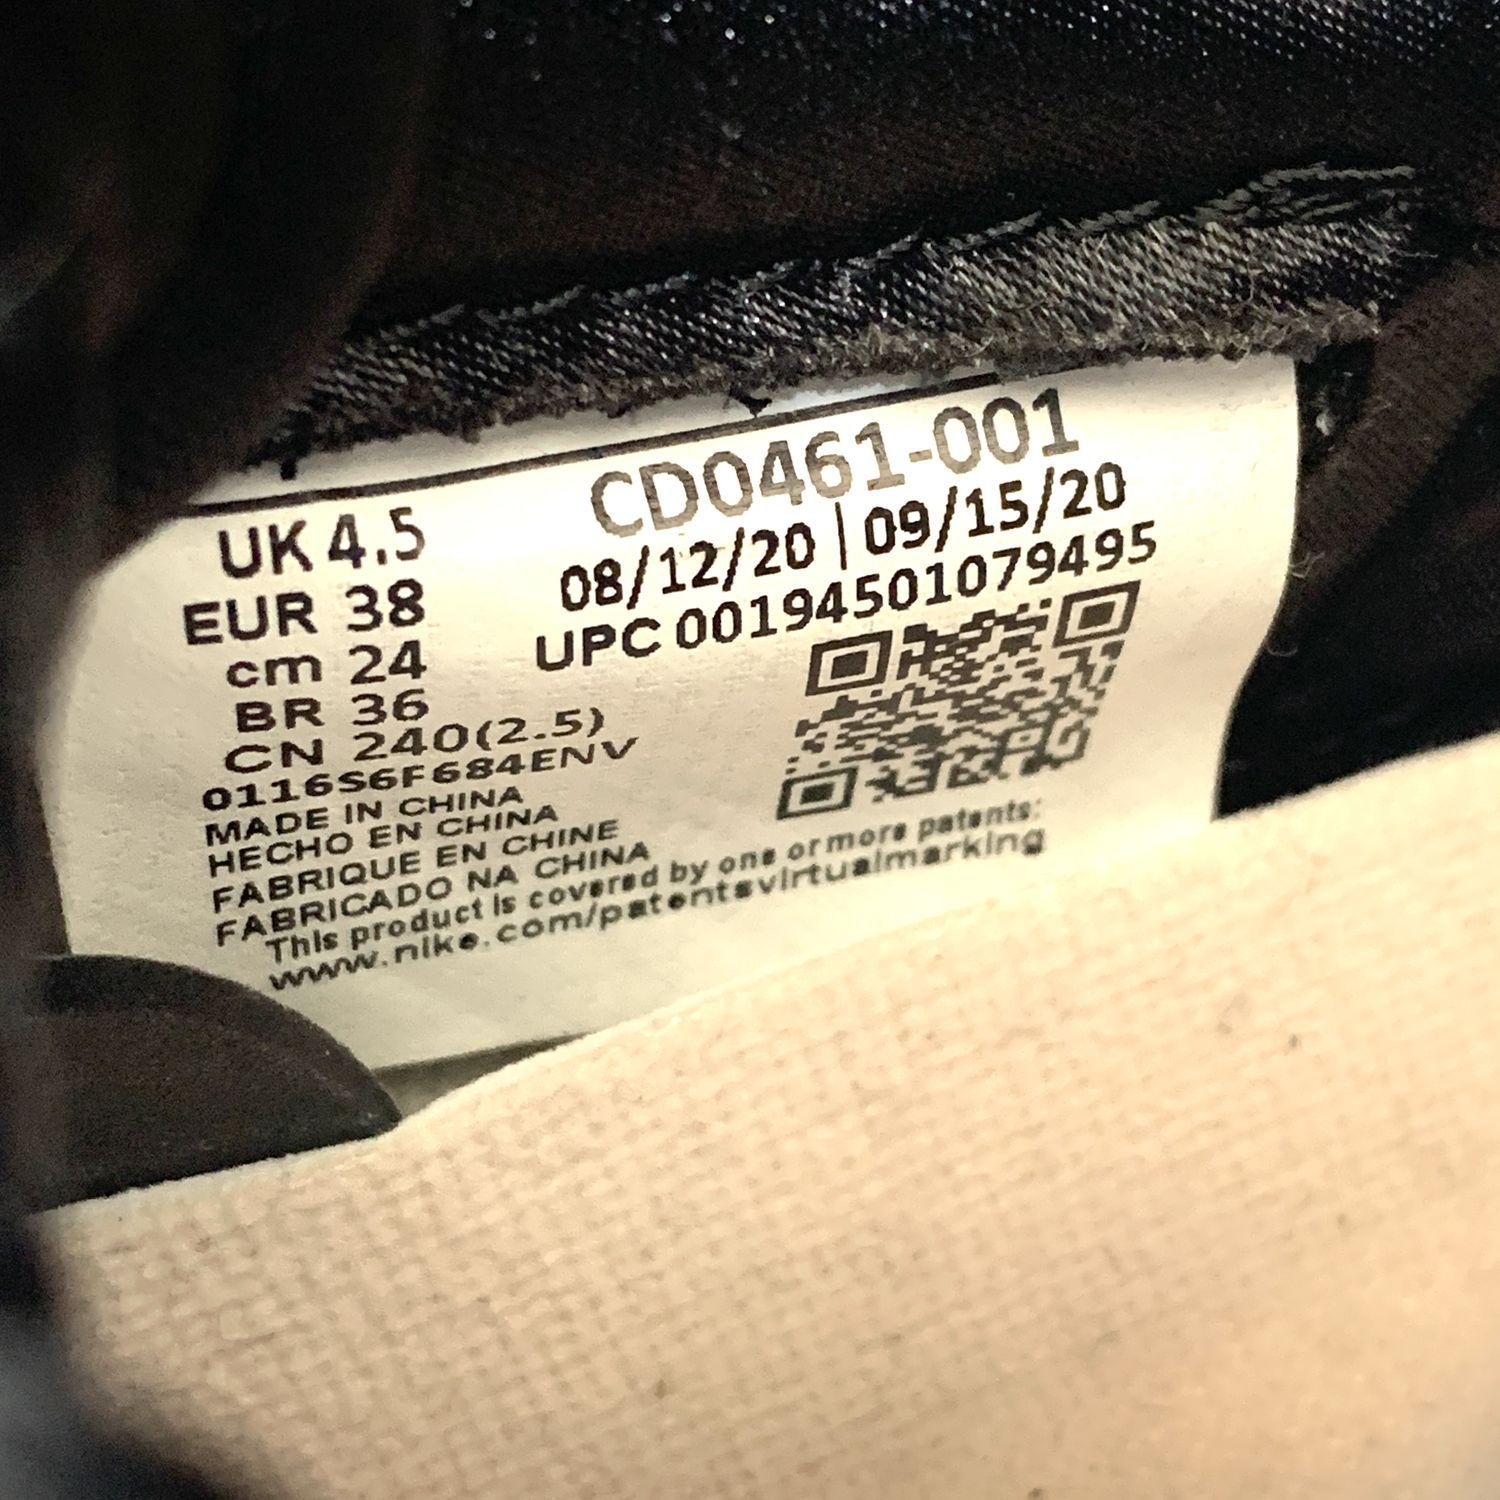 CD0461-001
UK 4.5
08/12/20 | 09/15/20
EUR 38
UPC 00194501079495
cm 24
BR 36
CN 240(2.5)
0116S6F684ENV
MADE IN CHINA
HECHO EN CHINA
FABRIQUE EN CHINE
FABRICADO NA CHINA
This product is covered by one or more patents:
www.nike.com/patentsvirtualmarking